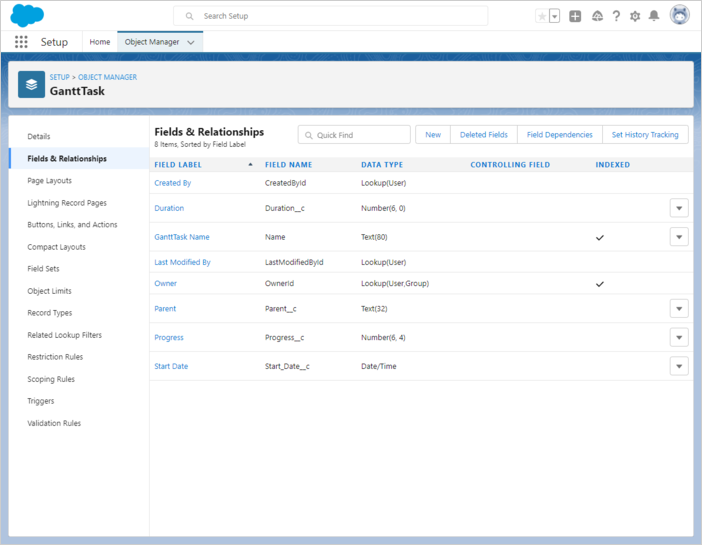 Search Setup
Setup Home Object Manager
SETUP > OBJECT MANAGER
GanttTask
Details
Fields & Relationships
Page Layouts
Lightning Record Pages
Buttons, Links, and Actions
Compact Layouts
Field Sets
Object Limits
Record Types
Related Lookup Filters
Restriction Rules
Scoping Rules
Triggers
Validation Rules
Fields & Relationships
8 Items, Sorted by Field Label
Quick Find New Deleted Fields Field Dependencies Set History Tracking
FIELD LABEL FIELD NAME DATA TYPE CONTROLLING FIELD INDEXED
Created By CreatedById Lookup(User)
Duration Duration__c Number(6, 0)
GanttTask Name Name Text(80)
Last Modified By LastModifiedById Lookup(User)
Owner OwnerId Lookup(User,Group)
Parent Parent__c Text(32)
Progress Progress__c Number(6, 4)
Start Date Start_Date__c Date/Time